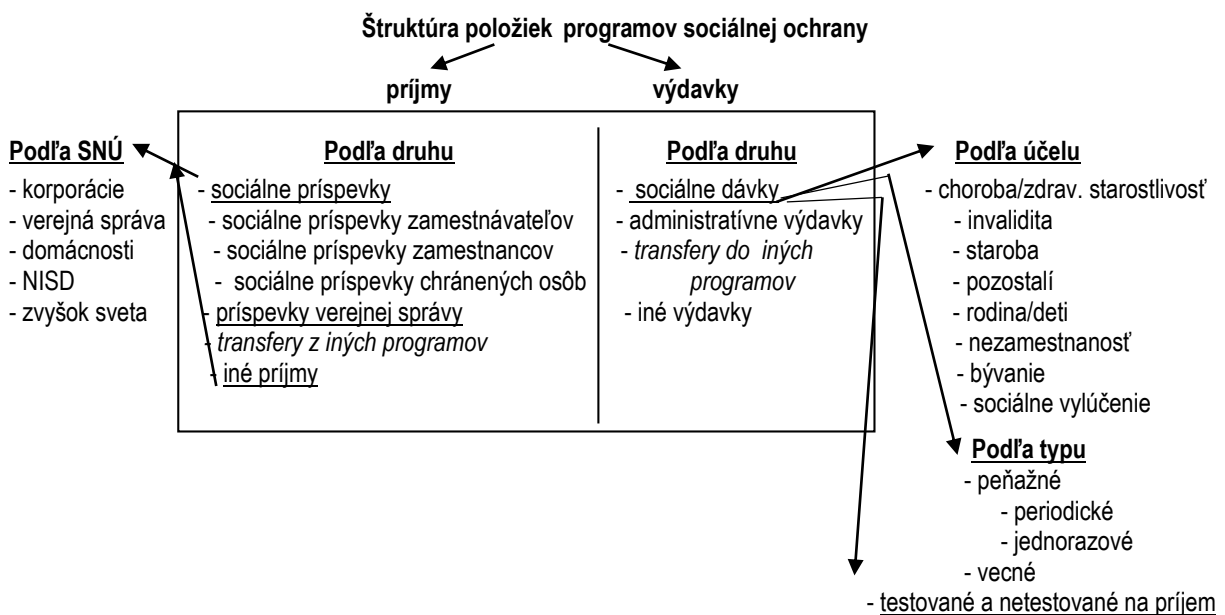 Štruktúra položiek programov sociálnej ochrany
príjmy
výdavky
Podľa SNÚ
- korporácie
- verejná správa
- domácnosti
- NISD
- zvyšok sveta
Podľa druhu
- sociálne príspevky
- sociálne príspevky zamestnávateľov
- sociálne príspevky zamestnancov
- sociálne príspevky chránených osôb
- príspevky verejnej správy
- transfery z iných programov
- iné príjmy
Podľa druhu
- sociálne dávky
- administratívne výdavky
- transfery do iných
programov
- iné výdavky
Podľa účelu
- choroba/zdrav. starostlivosť
- invalidita
- staroba
- pozostalí
- rodina/deti
- nezamestnanosť
- bývanie
- sociálne vylúčenie
Podľa typu
- peňažné
- periodické
- jednorazové
- vecné
- testované a netestované na príjem